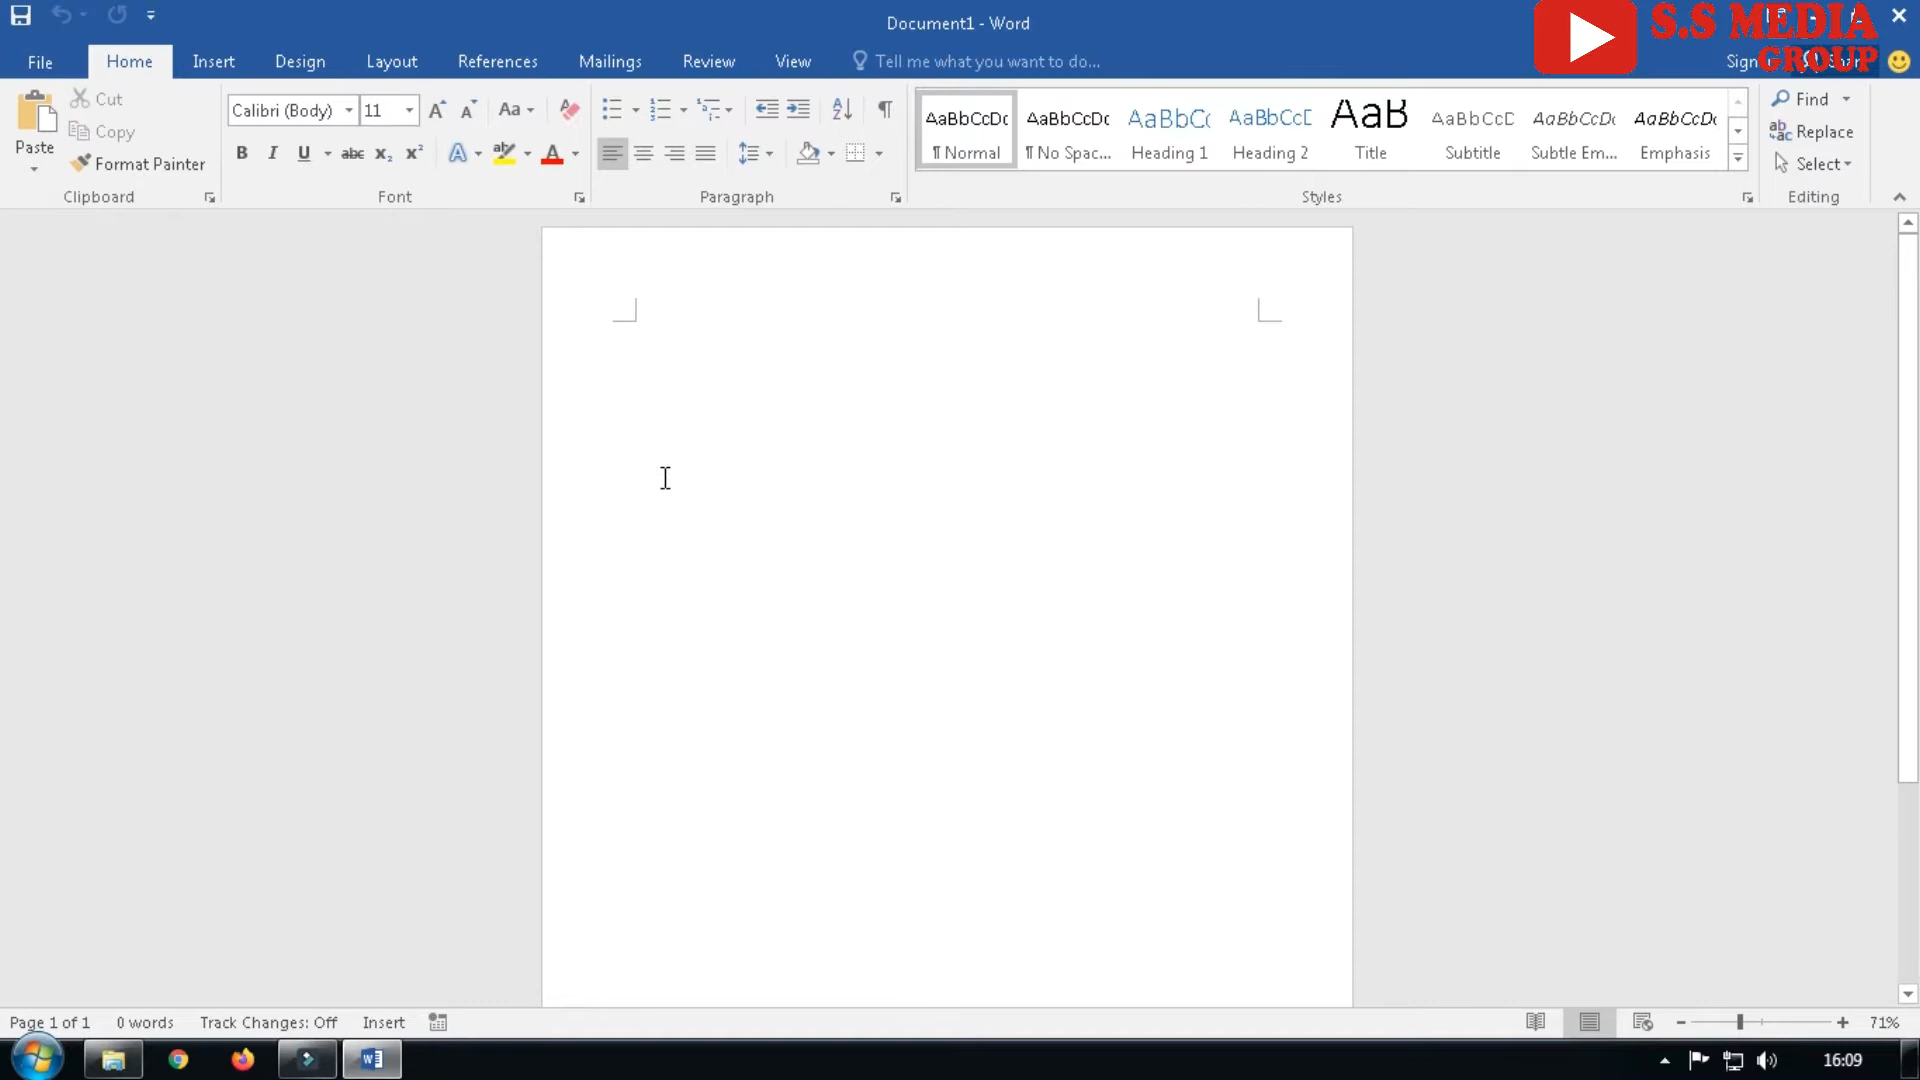 Document1 - Word
S.S MEDIA
GROUP
File Home Insert Design Layout References Mailings Review View Tell me what you want to do...
Paste
Cut
Copy
Format Painter
Clipboard
Calibri (Body) 11 Aa
B I U abc X₂ X² A A
Font
Paragraph
AaBbCcDc AaBbCcDc AaBbC AaBbCcE AaB AaBbCcD AaBbCcDc AaBbCcDc
¶ Normal ¶ No Spac... Heading 1 Heading 2 Title Subtitle Subtle Em... Emphasis
Styles
Find
Replace
Select
Editing
Page 1 of 1 0 words Track Changes: Off Insert 71%
16:09